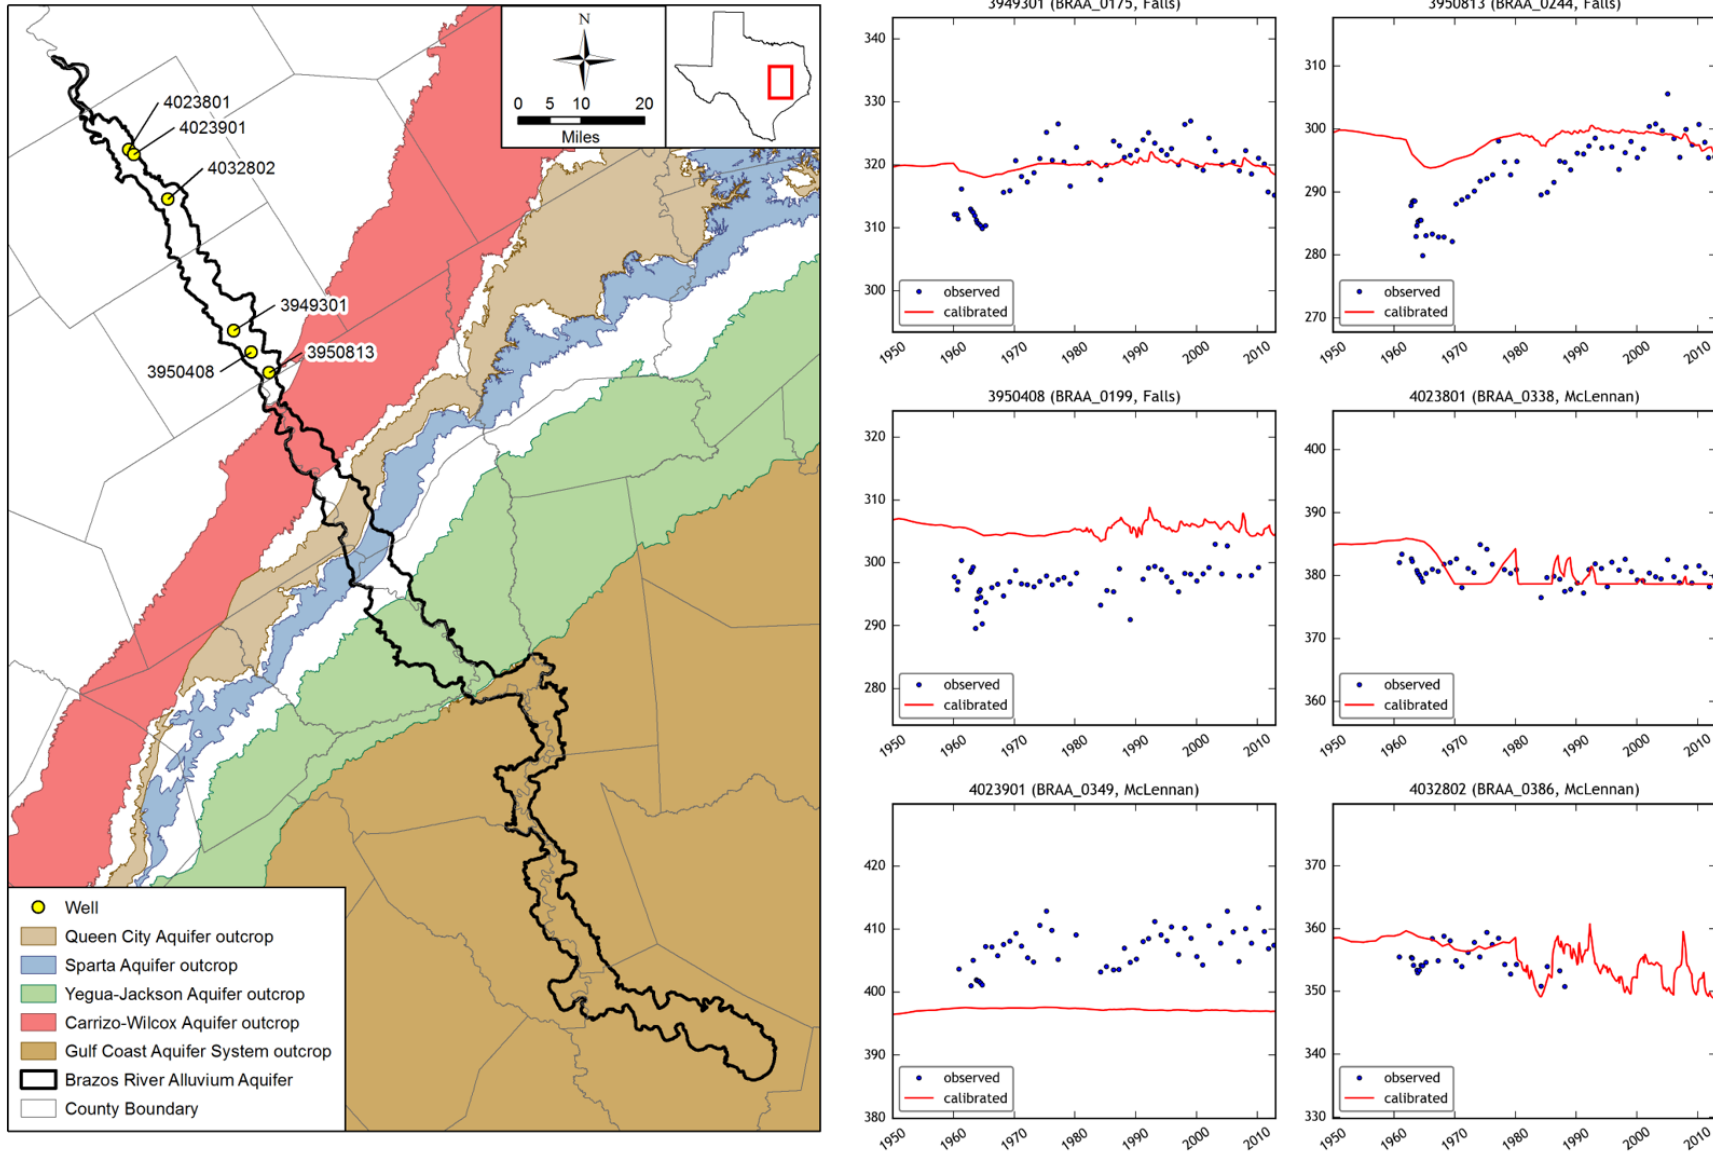 N
0 5 10 20
Miles
4023801
4023901
4032802
3949301
3950813
3950408
Well
Queen City Aquifer outcrop
Sparta Aquifer outcrop
Yegua-Jackson Aquifer outcrop
Carrizo-Wilcox Aquifer outcrop
Gulf Coast Aquifer System outcrop
Brazos River Alluvium Aquifer
County Boundary
3949301 (BRAA_0175, Falls)
340
330
320
310
300
observed
calibrated
1950 1960 1970 1980 1990 2000 2010
3950813 (BRAA_0244, Falls)
310
300
290
280
270
observed
calibrated
1950 1960 1970 1980 1990 2000 2010
3950408 (BRAA_0199, Falls)
320
310
300
290
280
observed
calibrated
1950 1960 1970 1980 1990 2000 2010
4023801 (BRAA_0338, McLennan)
400
390
380
370
360
observed
calibrated
1950 1960 1970 1980 1990 2000 2010
4023901 (BRAA_0349, McLennan)
420
410
400
390
380
observed
calibrated
1950 1960 1970 1980 1990 2000 2010
4032802 (BRAA_0386, McLennan)
370
360
350
340
330
observed
calibrated
1950 1960 1970 1980 1990 2000 2010